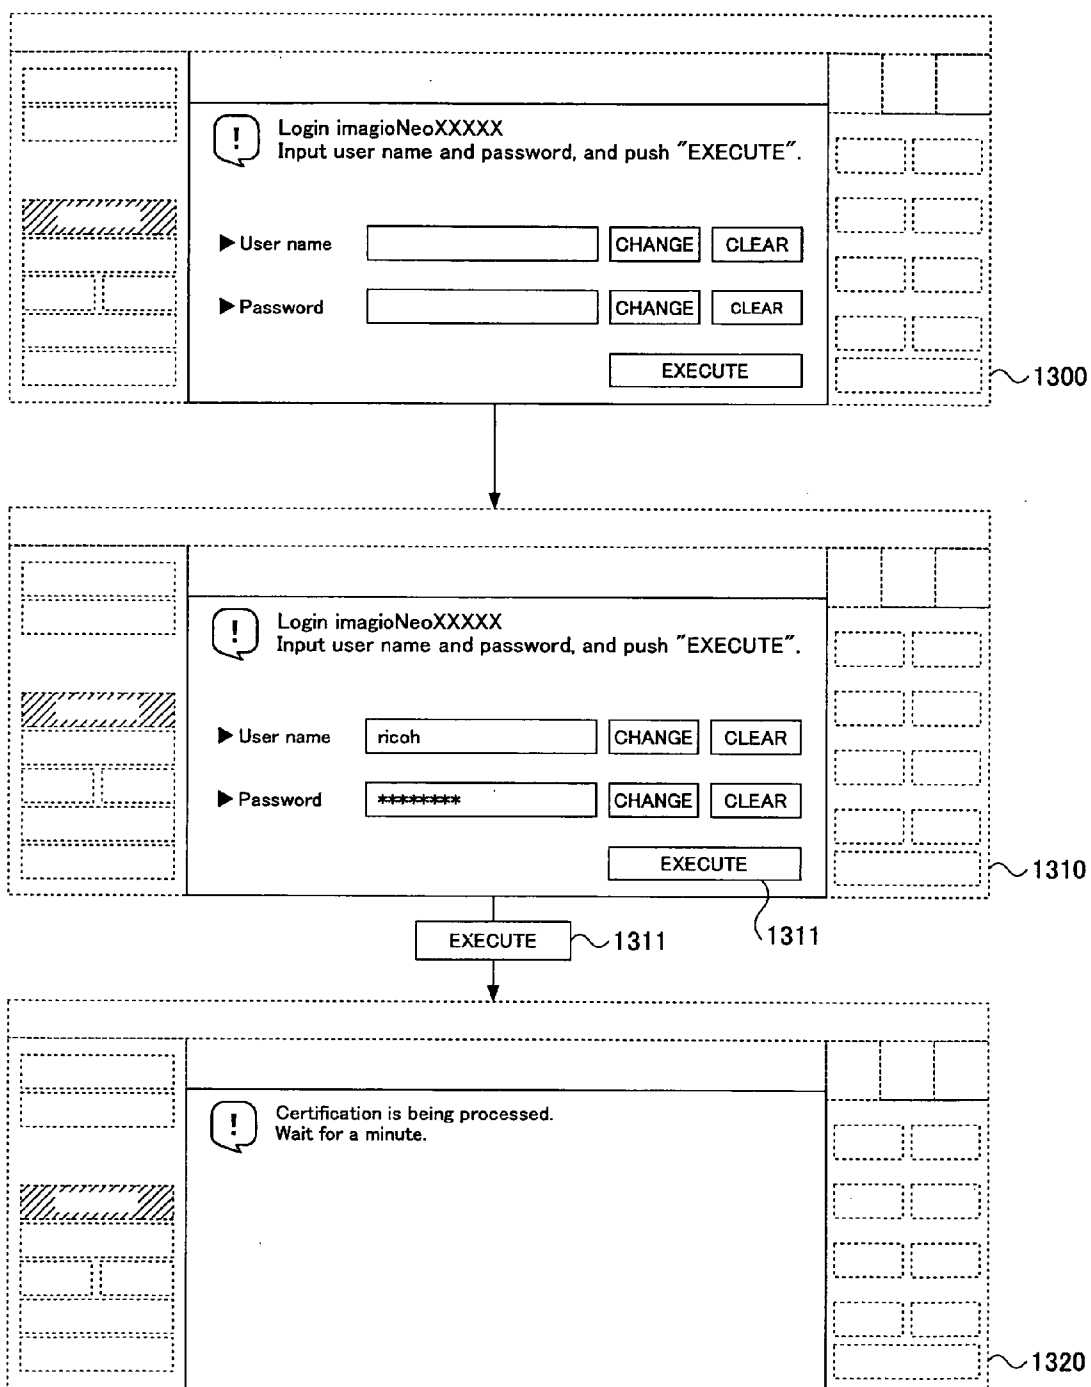 Login imagioNeoXXXXX
Input user name and password, and push "EXECUTE".
▶ User name CHANGE CLEAR
▶ Password CHANGE CLEAR
EXECUTE
1300
Login imagioNeoXXXXX
Input user name and password, and push "EXECUTE".
▶ User name ricoh CHANGE CLEAR
▶ Password ******** CHANGE CLEAR
EXECUTE
1310
EXECUTE 1311 1311
Certification is being processed.
Wait for a minute.
1320